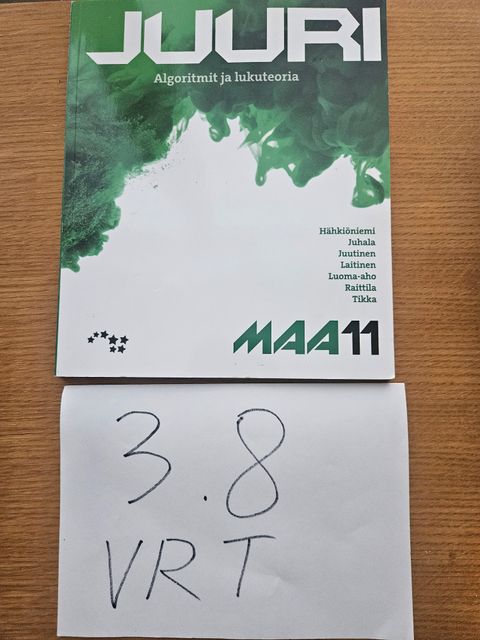 JUURI
Algoritmit ja lukuteoria
Hähkiöniemi
Juhala
Juutinen
Laitinen
Luoma-aho
Raittila
Tikka
MAA11
3.8
VRT